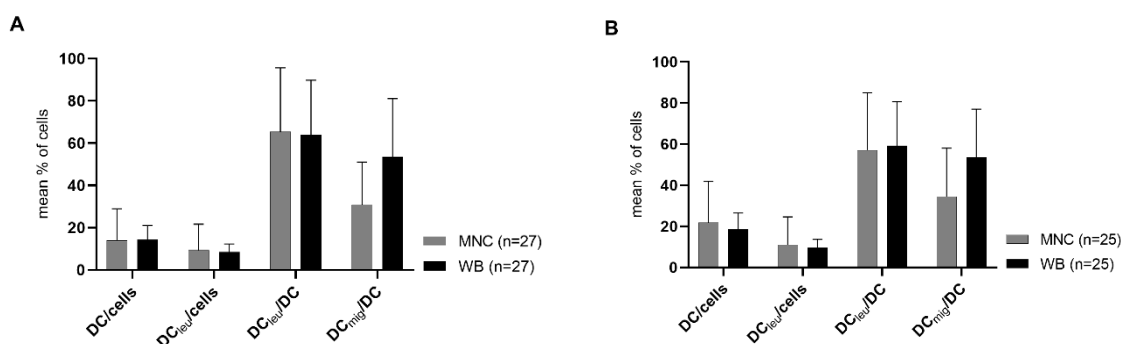 A
mean % of cells
100
80
60
40
20
0
DC/cells
DCleu/cells
DCleu/DC
DCmig/DC
MNC (n=27)
WB (n=27)
B
mean % of cells
100
80
60
40
20
0
DC/cells
DCleu/cells
DCleu/DC
DCmig/DC
MNC (n=25)
WB (n=25)